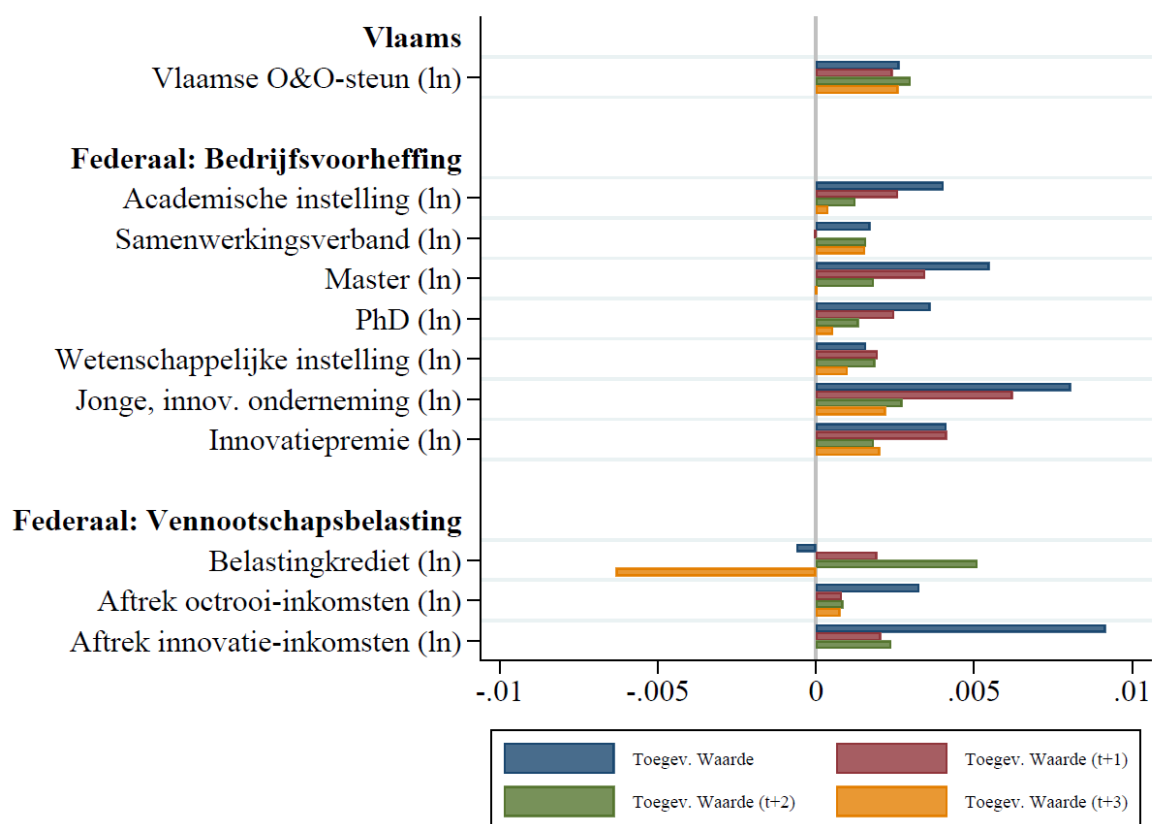 Vlaams
Vlaamse O&O-steun (ln)
Federaal: Bedrijfsvoorheffing
Academische instelling (ln)
Samenwerkingsverband (ln)
Master (ln)
PhD (ln)
Wetenschappelijke instelling (ln)
Jonge, innov. onderneming (ln)
Innovatiepremie (ln)
Federaal: Vennootschapsbelasting
Belastingkrediet (ln)
Aftrek octrooi-inkomsten (ln)
Aftrek innovatie-inkomsten (ln)
-.01 -.005 0 .005 .01
Toegev. Waarde Toegev. Waarde (t+1)
Toegev. Waarde (t+2) Toegev. Waarde (t+3)